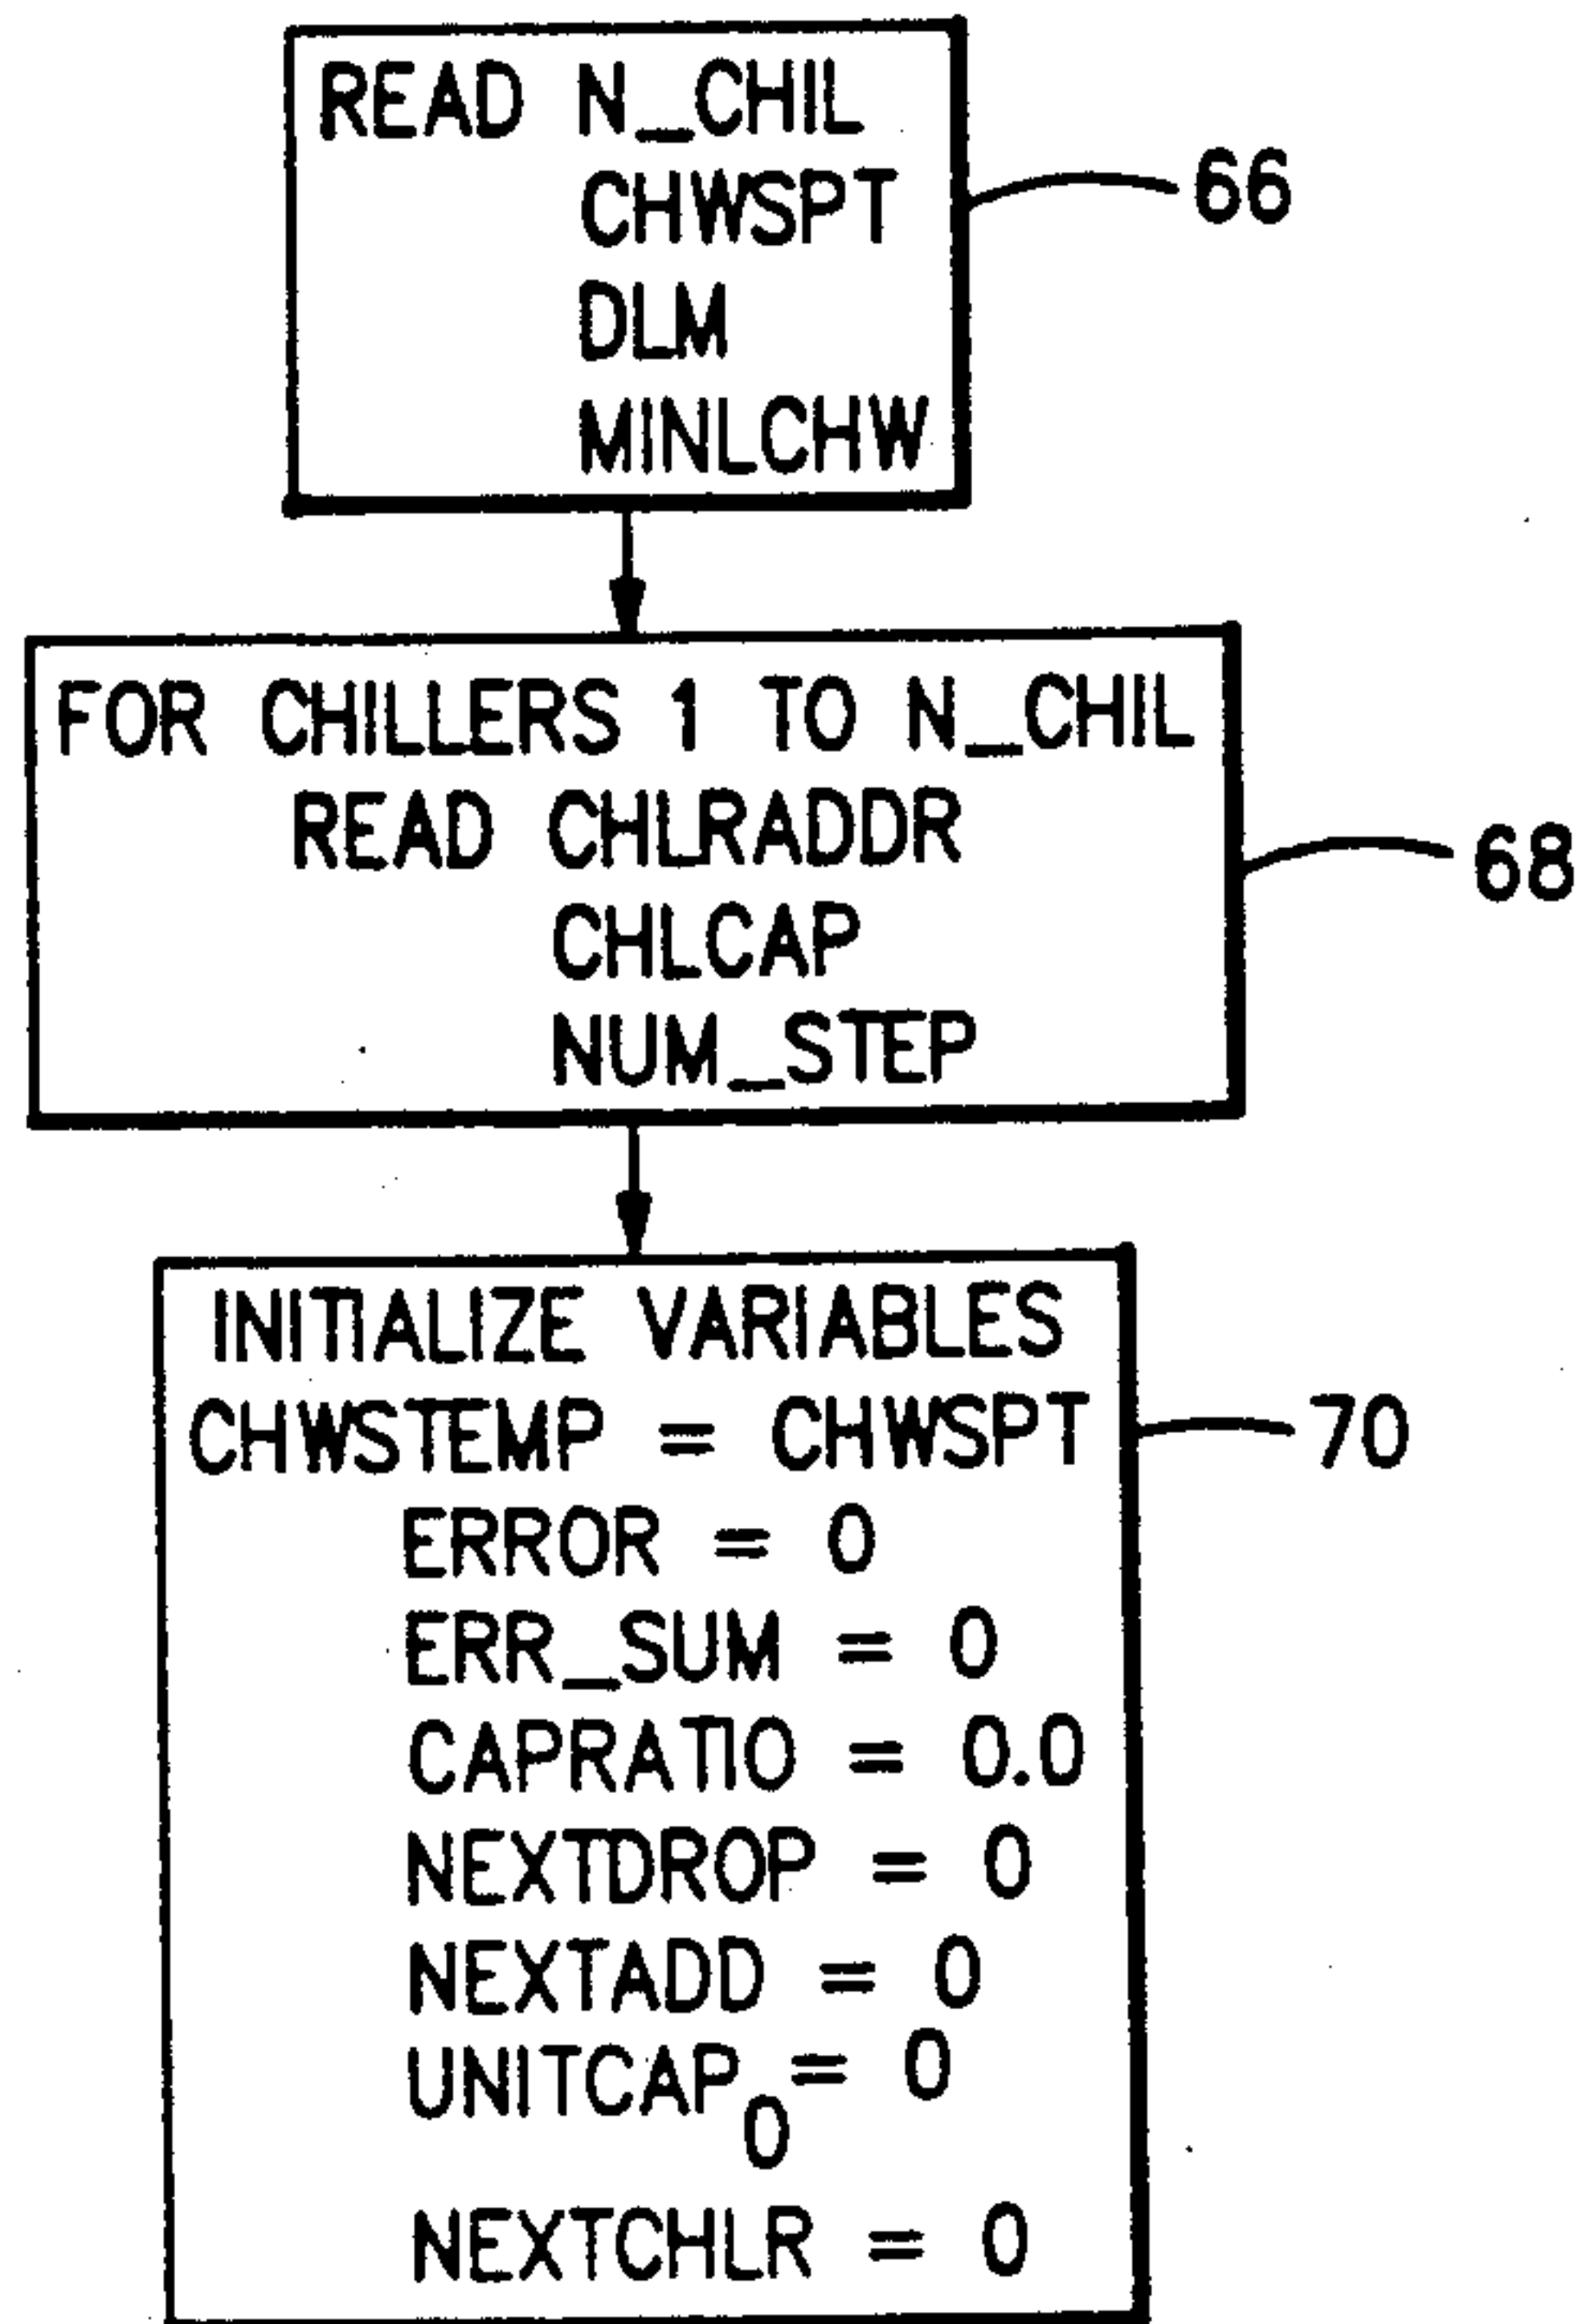 READ N_CHIL
CHWSPT
DLM
MINLCHW
66
FOR CHILLERS 1 TO N_CHIL
READ CHLRADDR
CHLCAP
NUM_STEP
68
INITIALIZE VARIABLES
CHWSTEMP = CHWSPT
70
ERROR = 0
ERR_SUM = 0
CAPRATIO = 0.0
NEXTDROP = 0
NEXTADD = 0
UNITCAP₀ = 0
NEXTCHLR = 0